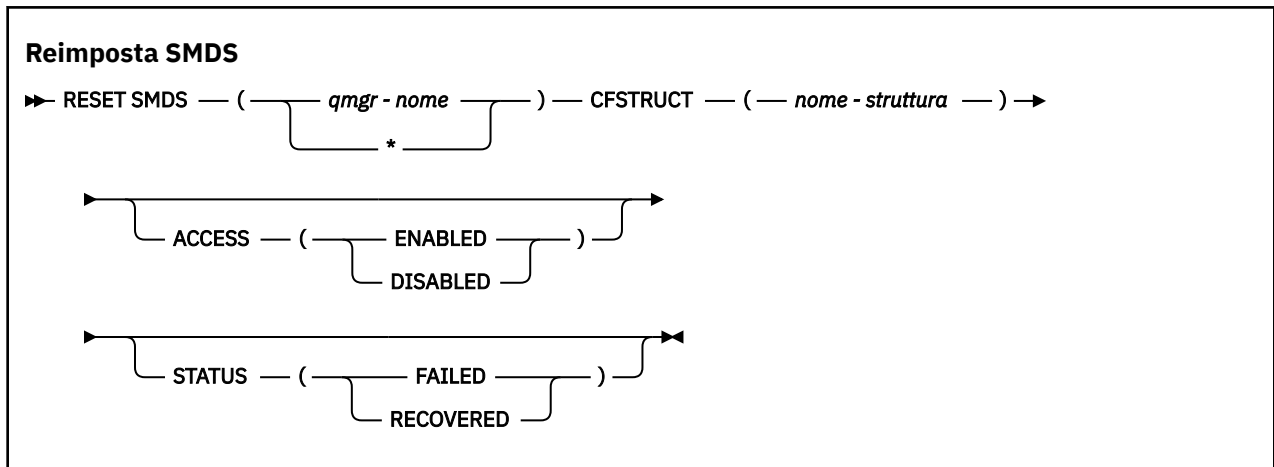 Reimposta SMDS
RESET SMDS ( qmgr - nome ) CFSTRUCT ( nome - struttura )
*
ACCESS ( ENABLED )
DISABLED
STATUS ( FAILED )
RECOVERED